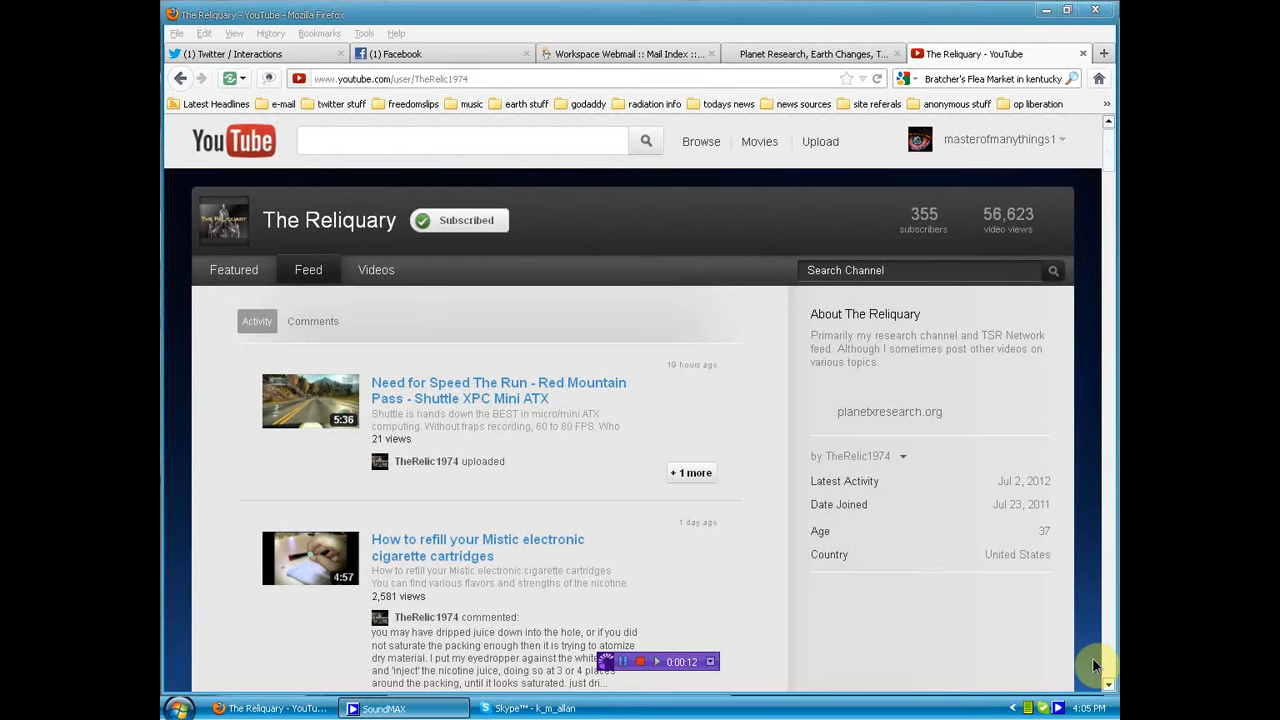 The Reliquary - YouTube - Mozilla Firefox
File Edit View History Bookmarks Tools Help
(1) Twitter / Interactions
(1) Facebook
Workspace Webmail :: Mail Index ::...
Planet Research, Earth Changes, T...
The Reliquary - YouTube
www.youtube.com/user/TheRelic1974
Bratcher's Flea Market in kentucky
Latest Headlines e-mail twitter stuff freedomslips music earth stuff godaddy radiation info todays news news sources site referals anonymous stuff op liberation »
YouTube
Browse Movies Upload
masterofmanythings1
THE RELIQUARY
The Reliquary
Subscribed
355
subscribers
56,623
video views
Featured Feed Videos
Search Channel
Activity Comments
19 hours ago
Need for Speed The Run - Red Mountain
Pass - Shuttle XPC Mini ATX
Shuttle is hands down the BEST in micro/mini ATX
computing. Without fraps recording, 60 to 80 FPS. Who
21 views
5:36
TheRelic1974 uploaded
+ 1 more
1 day ago
How to refill your Mistic electronic
cigarette cartridges
How to refill your Mistic electronic cigarette cartridges
You can find various flavors and strengths of the nicotine
2,581 views
4:57
TheRelic1974 commented:
you may have dripped juice down into the hole, or if you did
not saturate the packing enough then it is trying to atomize
dry material. I put my eyedropper against the white
and 'inject' the nicotine juice, doing so at 3 or 4 places
around the packing, until it looks saturated. just dri...
About The Reliquary
Primarily my research channel and TSR Network
feed. Although I sometimes post other videos on
various topics.
planetxresearch.org
by TheRelic1974
Latest Activity Jul 2, 2012
Date Joined Jul 23, 2011
Age 37
Country United States
0:00:12
The Reliquary - YouTu...
SoundMAX
Skype™ - k_m_allan
4:05 PM